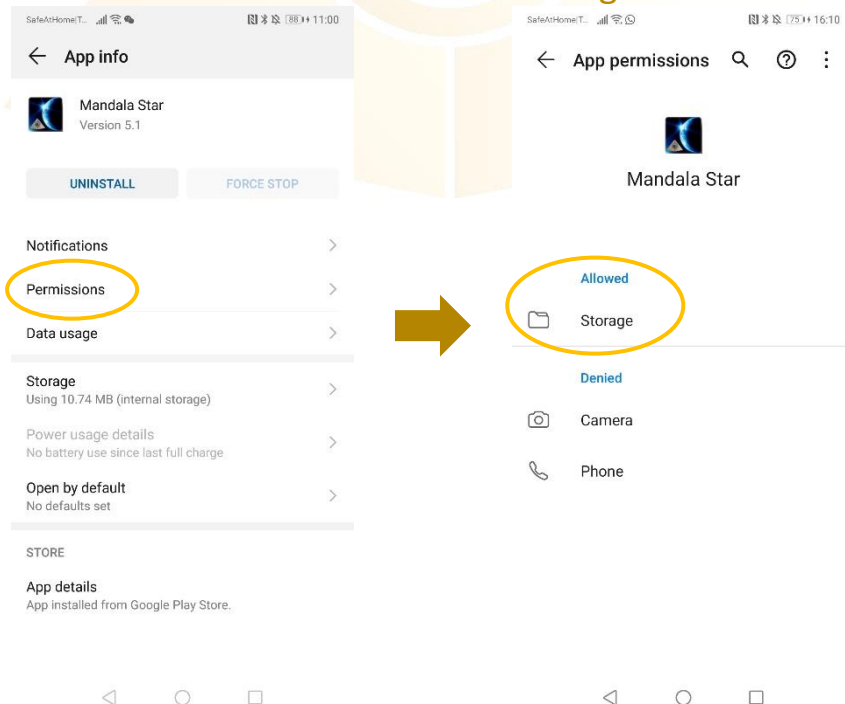 SafeAtHome|T...
88
11:00
App info
Mandala Star
Version 5.1
UNINSTALL
FORCE STOP
Notifications
Permissions
Data usage
Storage
Using 10.74 MB (internal storage)
Power usage details
No battery use since last full charge
Open by default
No defaults set
STORE
App details
App installed from Google Play Store.
SafeAtHome|T...
75
16:10
App permissions
Mandala Star
Allowed
Storage
Denied
Camera
Phone